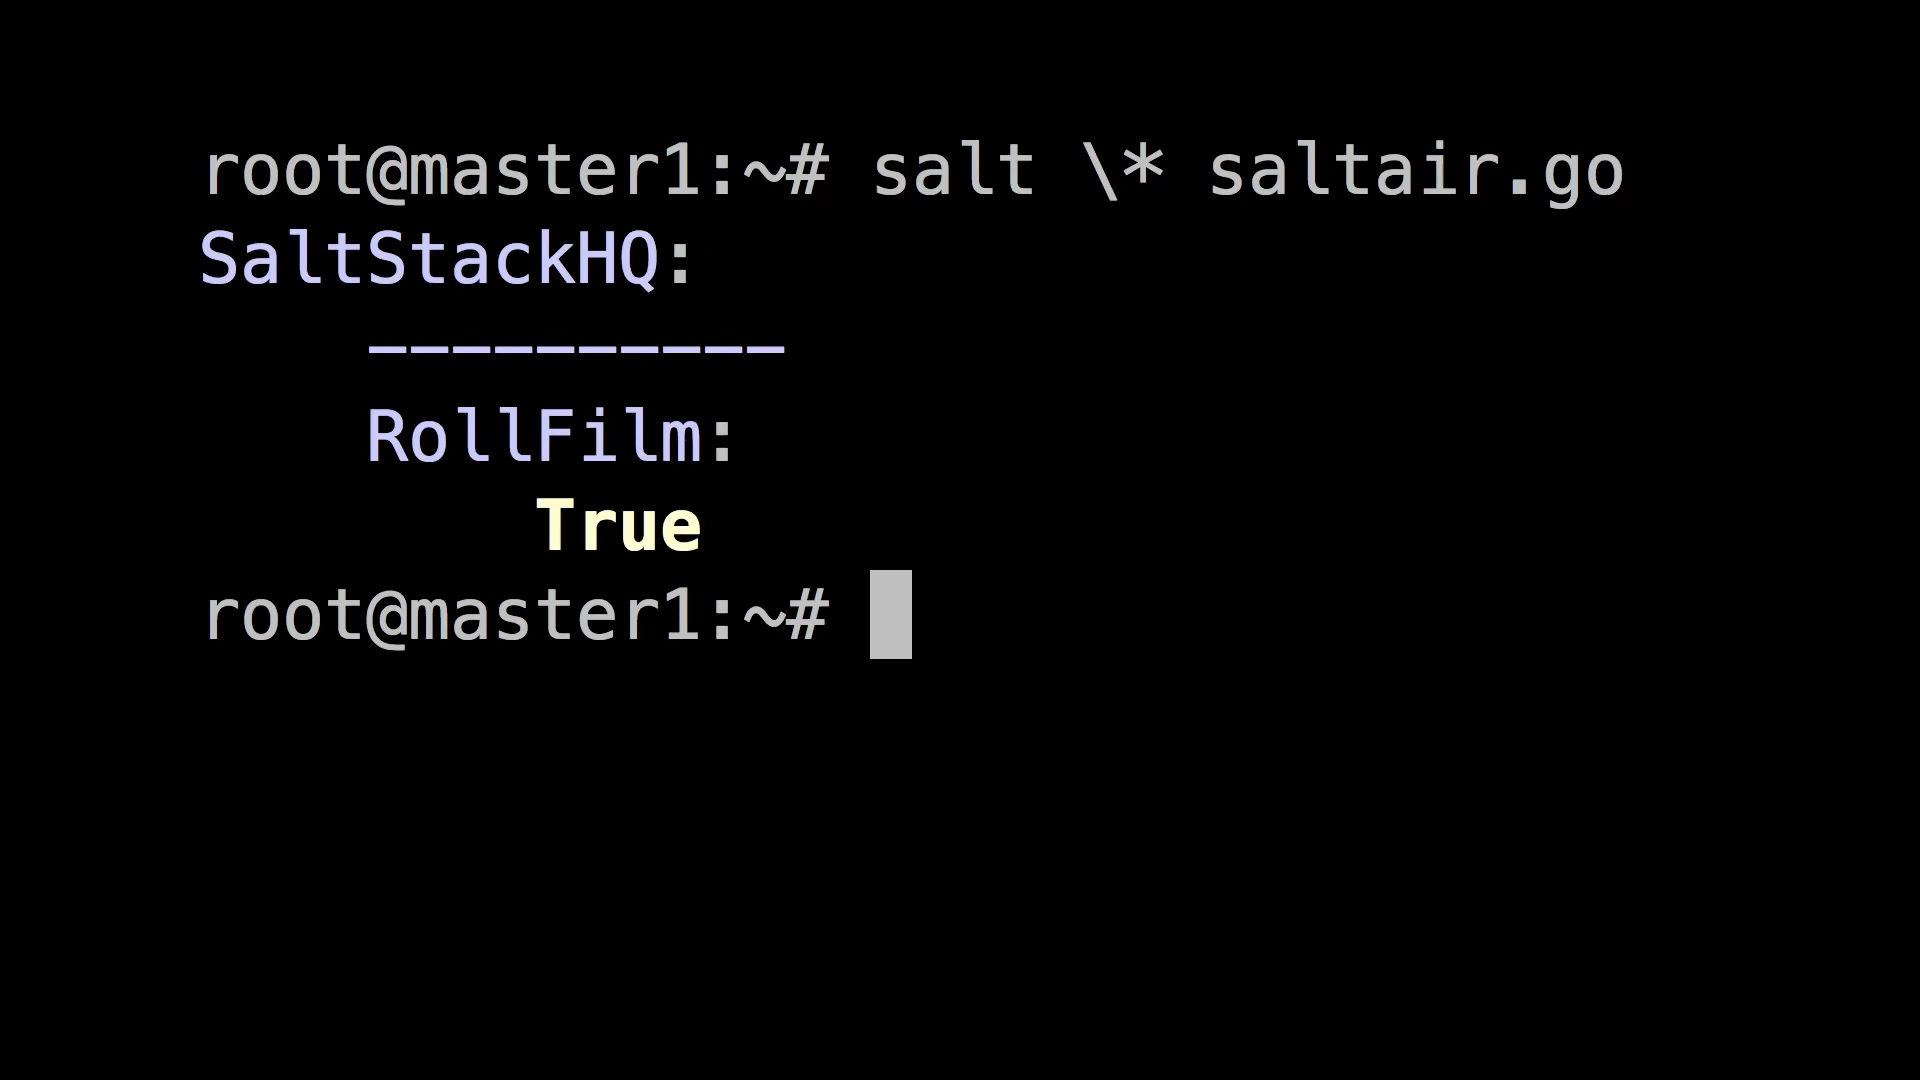 root@master1:~# salt \* saltair.go
SaltStackHQ:
    ----------
    RollFilm:
        True
root@master1:~#